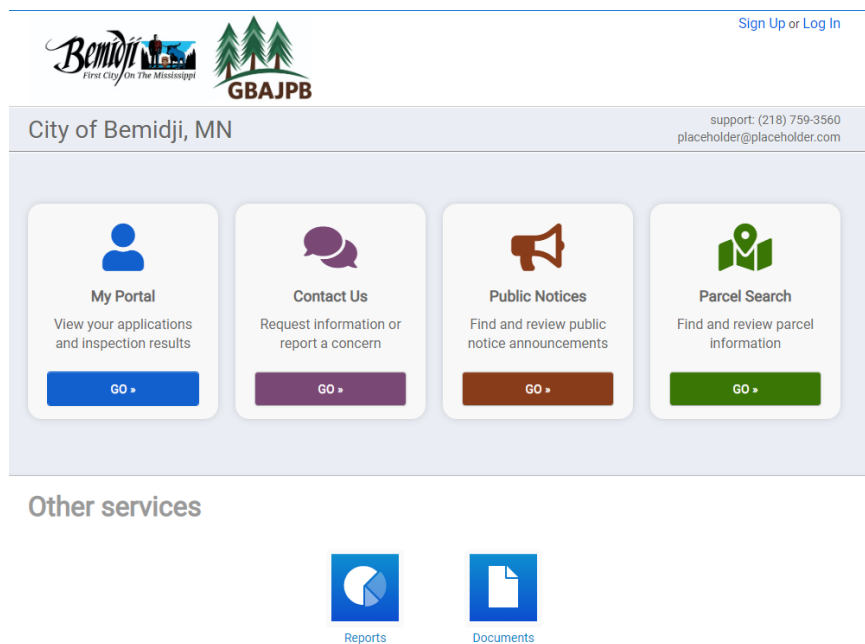 Sign Up or Log In
Bemidji
First City On The Mississippi
GBAJPB
City of Bemidji, MN
support: (218) 759-3560
placeholder@placeholder.com
My Portal
View your applications
and inspection results
GO »
Contact Us
Request information or
report a concern
GO »
Public Notices
Find and review public
notice announcements
GO »
Parcel Search
Find and review parcel
information
GO »
Other services
Reports
Documents